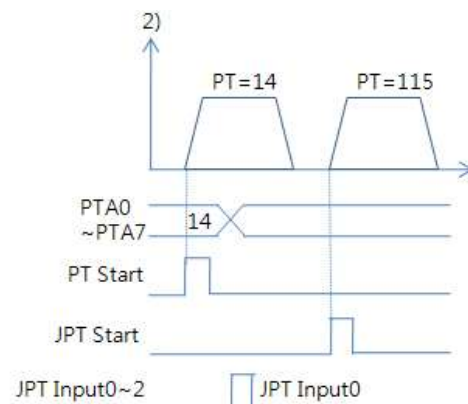 2)
PT=14 PT=115
PTA0
~PTA7 14
PT Start
JPT Start
JPT Input0~2 JPT Input0